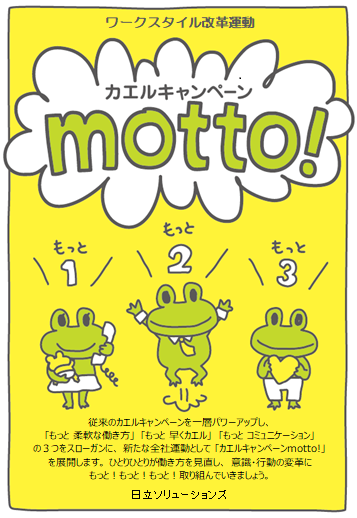 ワークスタイル改革運動
カエルキャンペーン
motto!
もっと
1
もっと
2
もっと
3
従来のカエルキャンペーンを一層パワーアップし、
「もっと 柔軟な働き方」「もっと 早くカエル」「もっと コミュニケーション」
の３つをスローガンに、新たな全社運動として「カエルキャンペーンmotto!」
を展開します。ひとりひとりが働き方を見直し、意識・行動の変革に
もっと！もっと！もっと！取り組んでいきましょう。
日立ソリューションズ